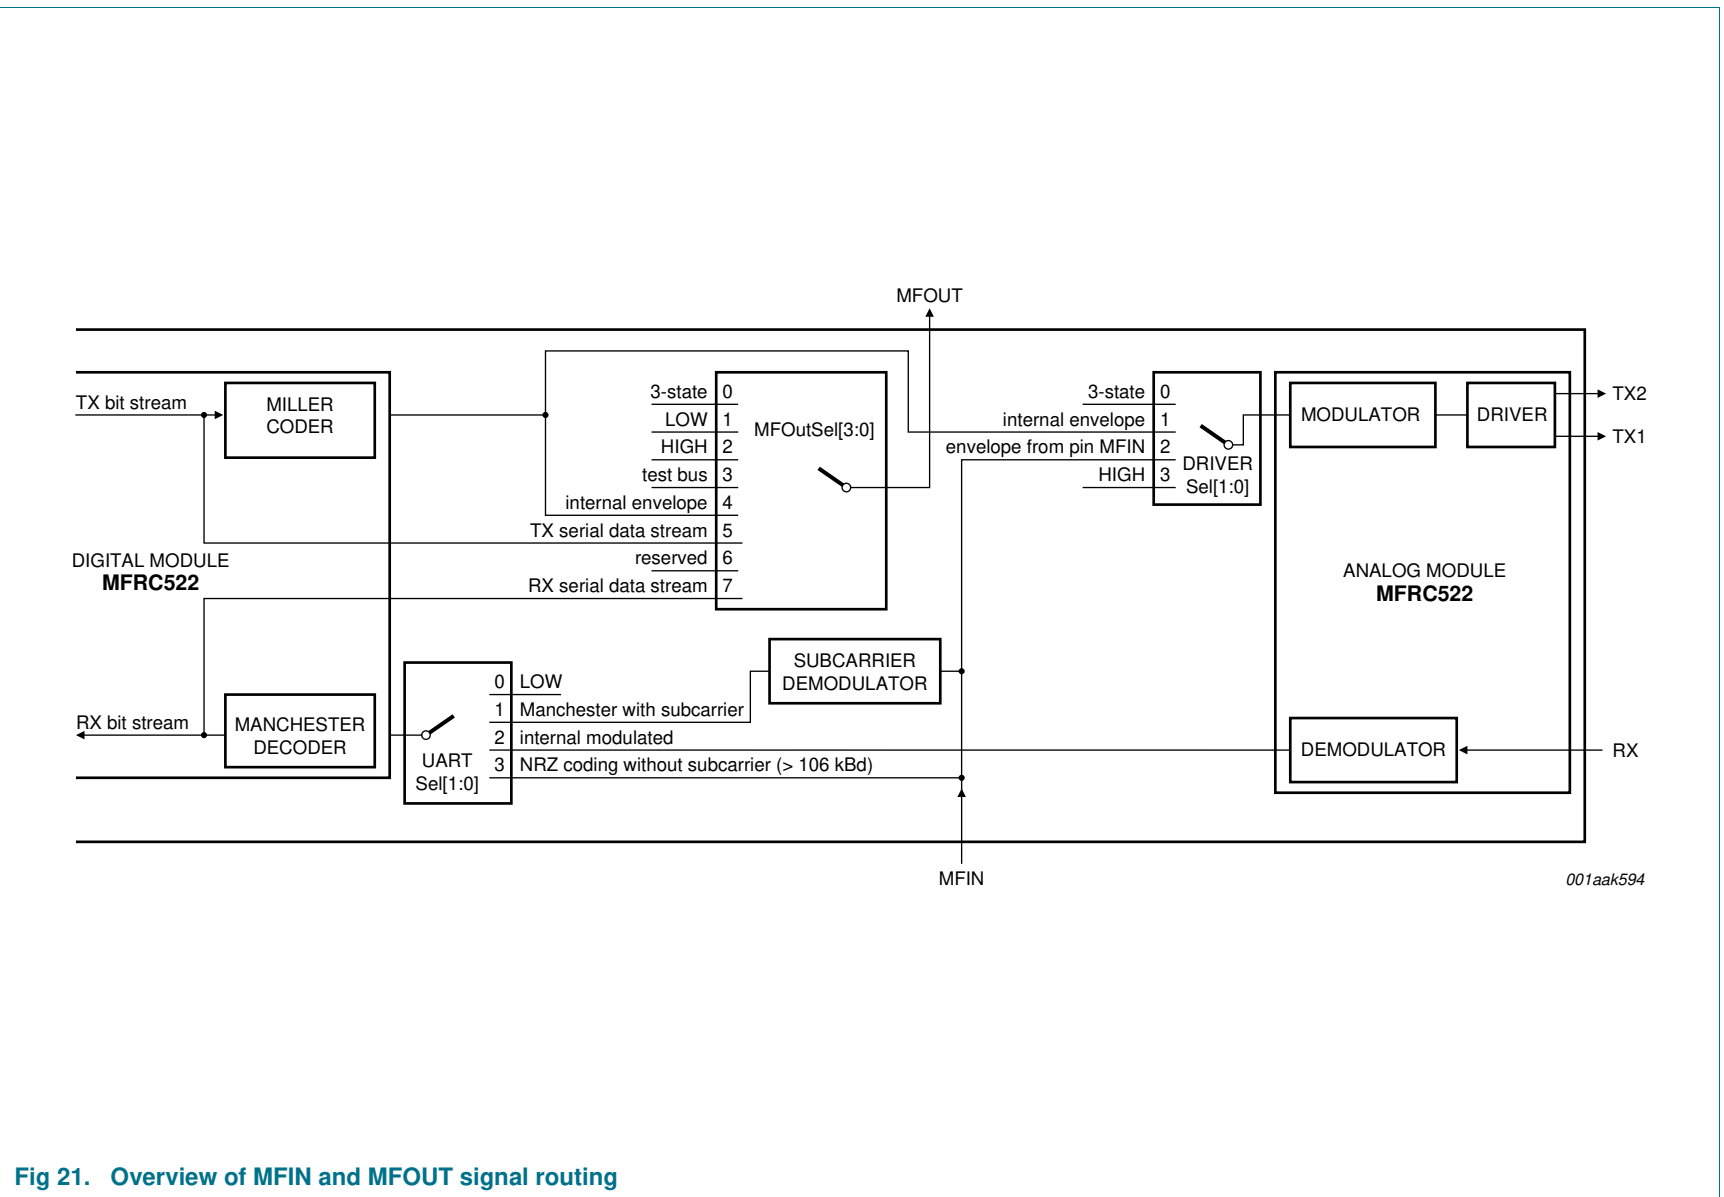 MFOUT
TX bit stream
MILLER
CODER
3-state 0
LOW 1
HIGH 2
test bus 3
internal envelope 4
TX serial data stream 5
reserved 6
RX serial data stream 7
MFOutSel[3:0]
3-state 0
internal envelope 1
envelope from pin MFIN 2
HIGH 3
DRIVER
Sel[1:0]
MODULATOR
DRIVER
TX2
TX1
DIGITAL MODULE
MFRC522
ANALOG MODULE
MFRC522
SUBCARRIER
DEMODULATOR
RX bit stream
MANCHESTER
DECODER
UART
Sel[1:0]
0 LOW
1 Manchester with subcarrier
2 internal modulated
3 NRZ coding without subcarrier (> 106 kBd)
DEMODULATOR
RX
MFIN
001aak594
Fig 21. Overview of MFIN and MFOUT signal routing